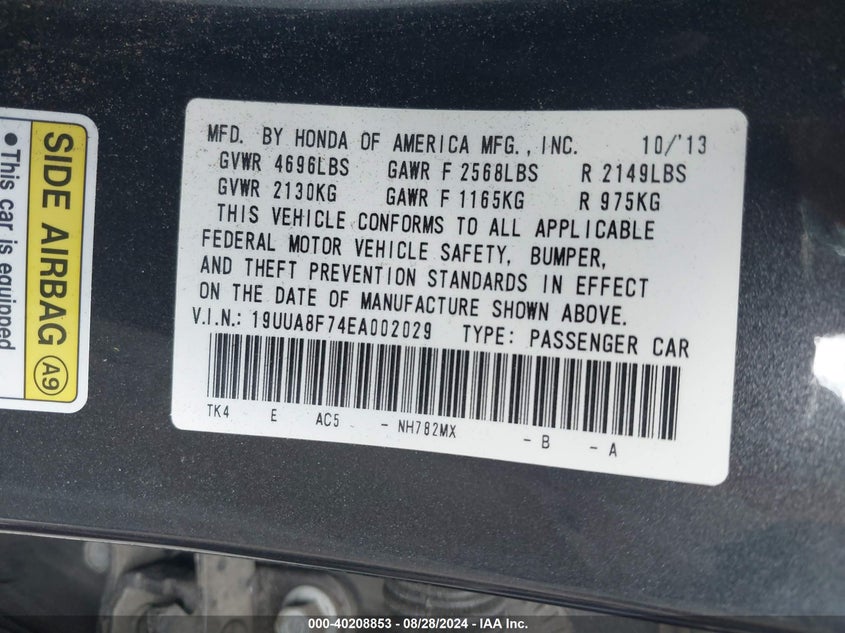 MFD. BY HONDA OF AMERICA MFG., INC. 10/'13
GVWR 4696LBS GAWR F 2568LBS R 2149LBS
GVWR 2130KG GAWR F 1165KG R 975KG
THIS VEHICLE CONFORMS TO ALL APPLICABLE
FEDERAL MOTOR VEHICLE SAFETY, BUMPER,
AND THEFT PREVENTION STANDARDS IN EFFECT
ON THE DATE OF MANUFACTURE SHOWN ABOVE.
V.I.N.: 19UUA8F74EA002029 TYPE: PASSENGER CAR
TK4 E AC5 - NH782MX - B - A
SIDE AIRBAG A9
•This car is equipped
000-40208853 - 08/28/2024 - IAA Inc.